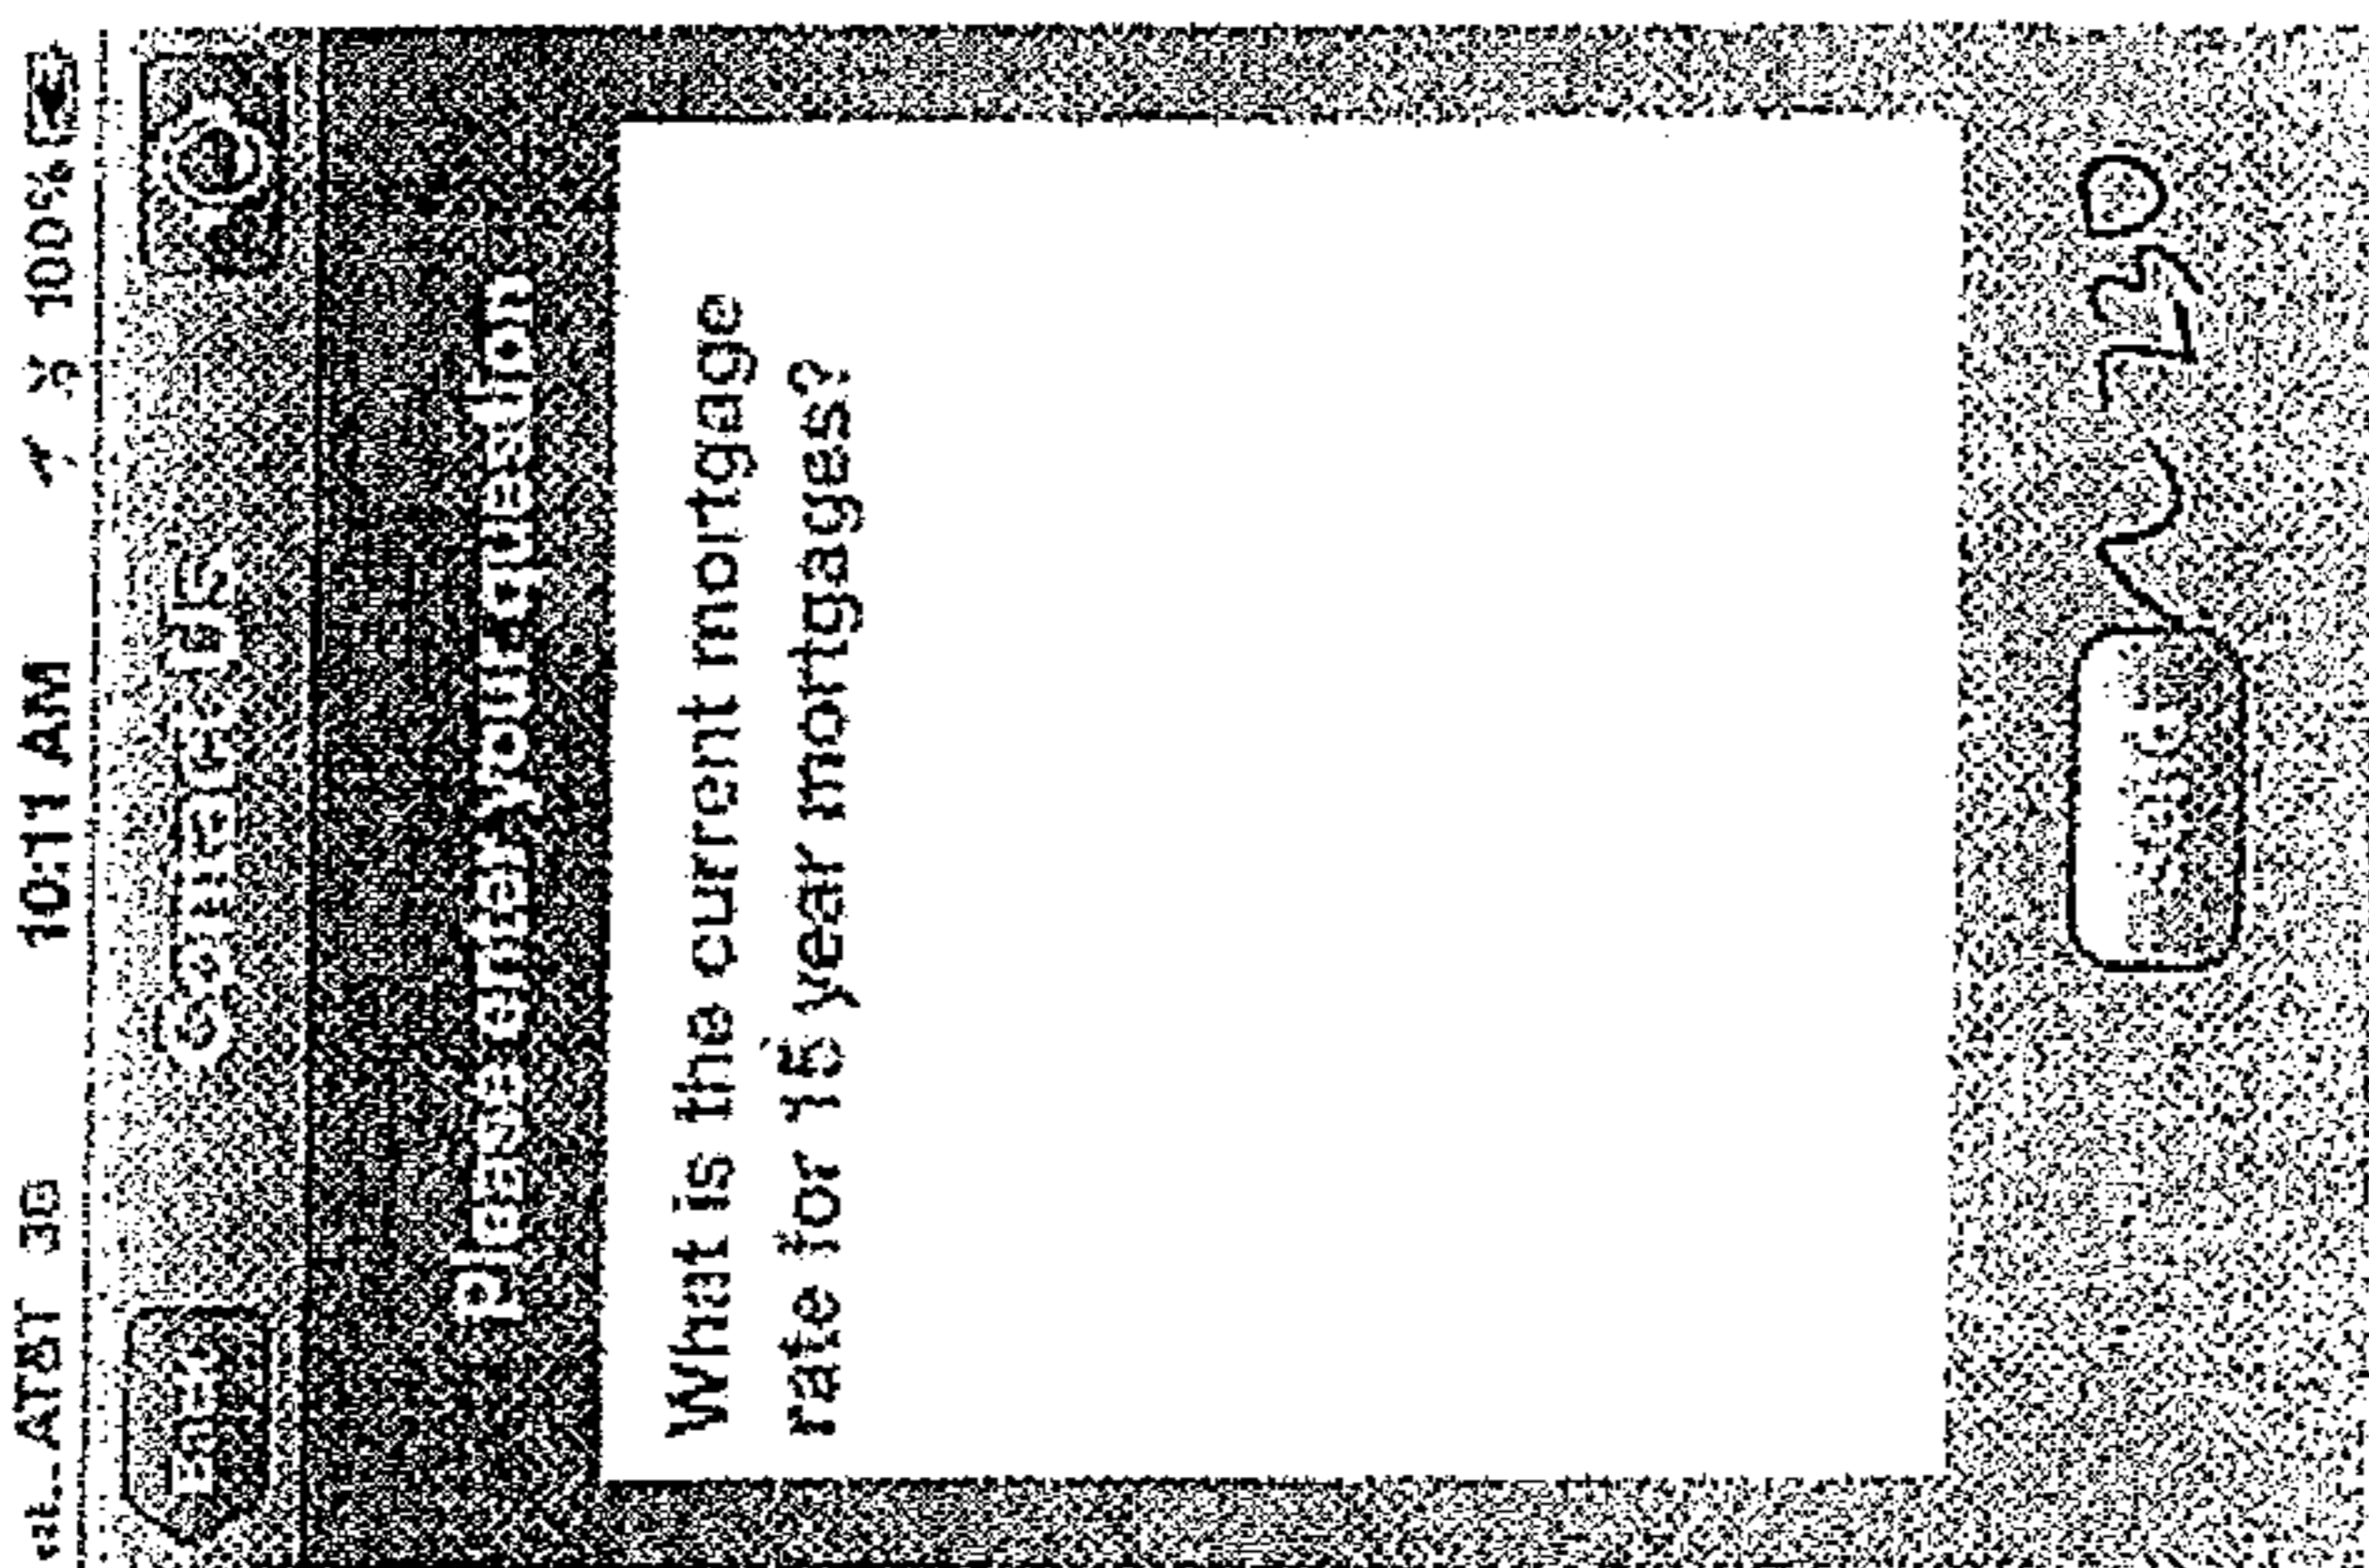 AT&T 3G 10:11 AM 100%
Back Contact Us
Please enter your question
What is the current mortgage
rate for 15 year mortgages?
send